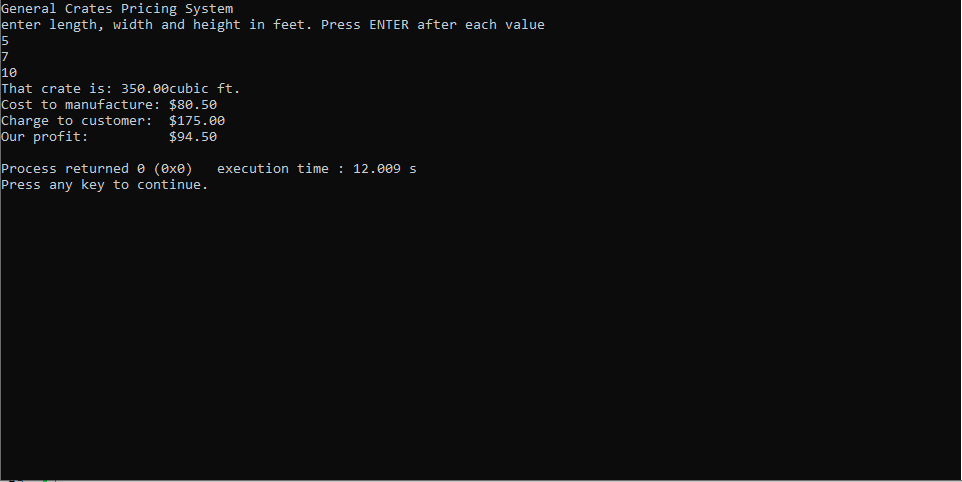 General Crates Pricing System
enter length, width and height in feet. Press ENTER after each value
5
7
10
That crate is: 350.00cubic ft.
Cost to manufacture: $80.50
Charge to customer:  $175.00
Our profit:          $94.50
Process returned 0 (0x0)   execution time : 12.009 s
Press any key to continue.